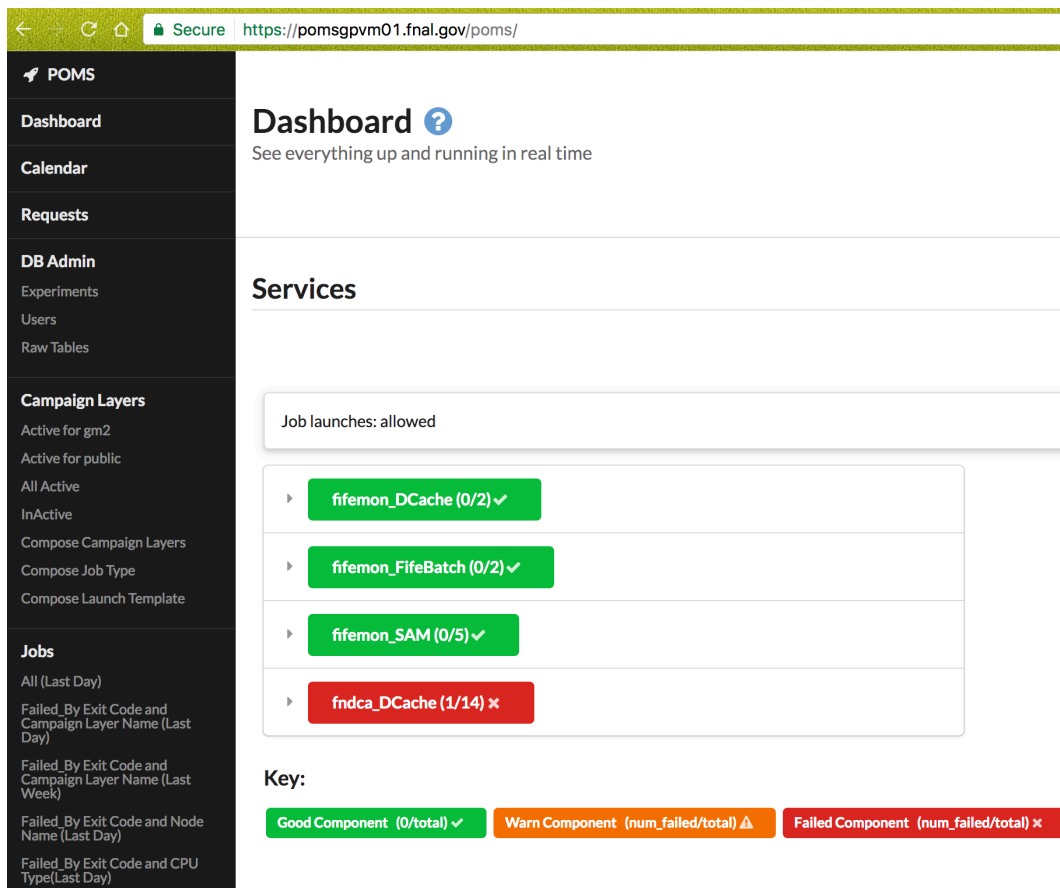 Secure https://pomsgpvm01.fnal.gov/poms/
POMS
Dashboard
Calendar
Requests
DB Admin
Experiments
Users
Raw Tables
Campaign Layers
Active for gm2
Active for public
All Active
InActive
Compose Campaign Layers
Compose Job Type
Compose Launch Template
Jobs
All (Last Day)
Failed_By Exit Code and
Campaign Layer Name (Last
Day)
Failed_By Exit Code and
Campaign Layer Name (Last
Week)
Failed_By Exit Code and Node
Name (Last Day)
Failed_By Exit Code and CPU
Type(Last Day)
Dashboard ?
See everything up and running in real time
Services
Job launches: allowed
fifemon_DCache (0/2)
fifemon_FifeBatch (0/2)
fifemon_SAM (0/5)
fndca_DCache (1/14)
Key:
Good Component (0/total)
Warn Component (num_failed/total)
Failed Component (num_failed/total)